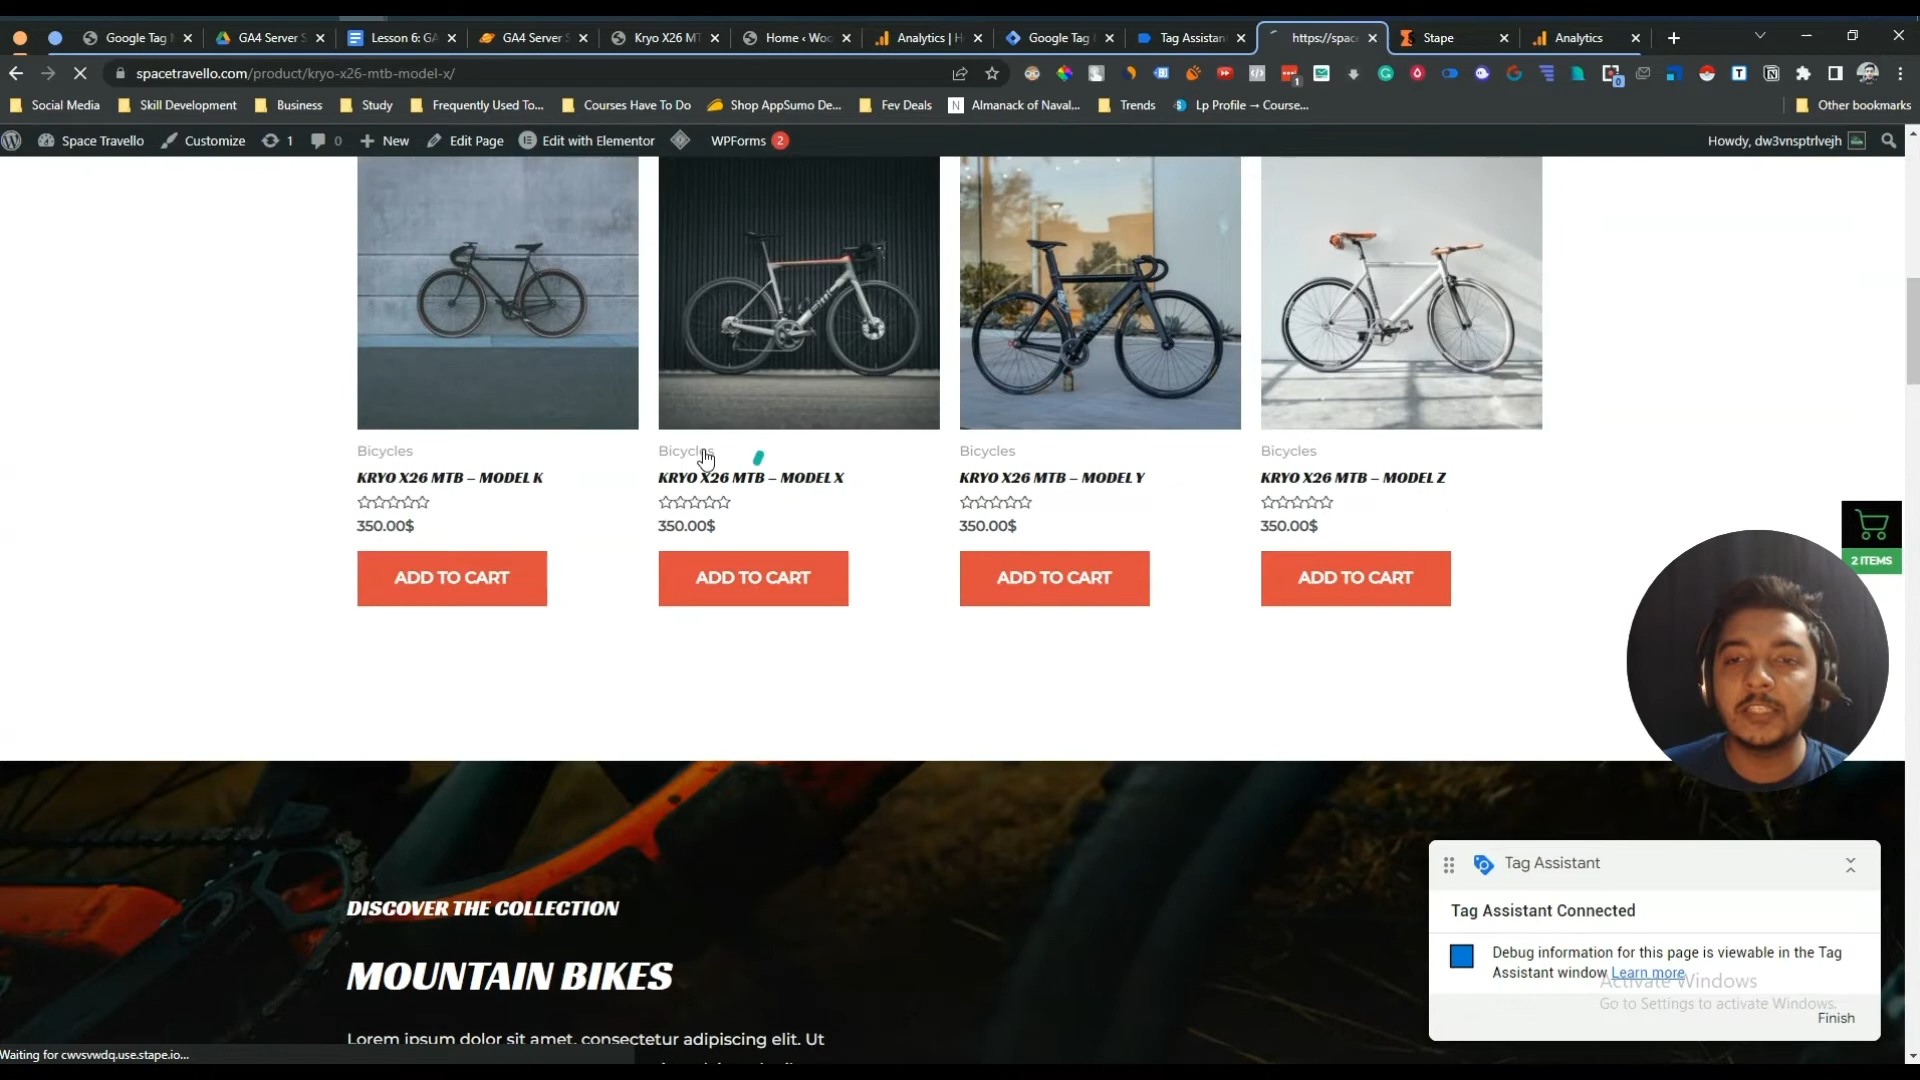 Google Tag
GA4 Server
Lesson 6: GA
GA4 Server
Kryo X26 MT
Home ‹ Woo
Analytics | H
Google Tag
Tag Assistan
https://space
Stape
Analytics
spacetravello.com/product/kryo-x26-mtb-model-x/
Social Media
Skill Development
Business
Study
Frequently Used To...
Courses Have To Do
Shop AppSumo De...
Fev Deals
Almanack of Naval...
Trends
Lp Profile → Course...
Other bookmarks
Space Travello
Customize
1
0
New
Edit Page
Edit with Elementor
WPForms 2
Howdy, dw3vnsptrlvejh
Bicycles
KRYO X26 MTB – MODEL K
350.00$
ADD TO CART
Bicycles
KRYO X26 MTB – MODEL X
350.00$
ADD TO CART
Bicycles
KRYO X26 MTB – MODEL Y
350.00$
ADD TO CART
Bicycles
KRYO X26 MTB – MODEL Z
350.00$
ADD TO CART
2 ITEMS
DISCOVER THE COLLECTION
MOUNTAIN BIKES
Lorem ipsum dolor sit amet, consectetur adipiscing elit. Ut
Tag Assistant
Tag Assistant Connected
Debug information for this page is viewable in the Tag
Assistant window Learn more
Activate Windows
Go to Settings to activate Windows.
Finish
Waiting for cwvsvwdq.use.stape.io...